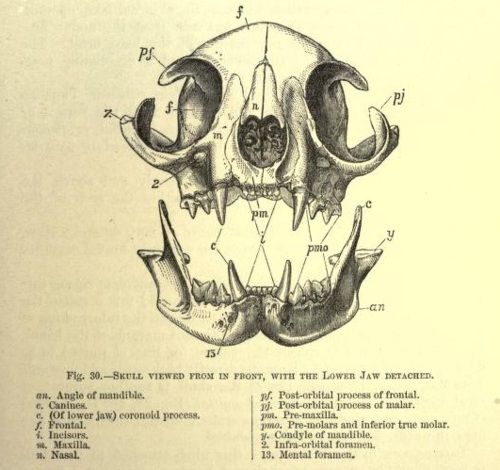 f
pf
f
n
pj
z
m
2
pm
c
c
i
pmo
y
an
13
Fig. 30.—SKULL VIEWED FROM IN FRONT, WITH THE LOWER JAW DETACHED.
an. Angle of mandible.
c. Canines.
c. (Of lower jaw) coronoid process.
f. Frontal.
i. Incisors.
m. Maxilla.
n. Nasal.
pf. Post-orbital process of frontal.
pj. Post-orbital process of malar.
pm. Pre-maxilla.
pmo. Pre-molars and inferior true molar.
y. Condyle of mandible.
2. Infra-orbital foramen.
13. Mental foramen.